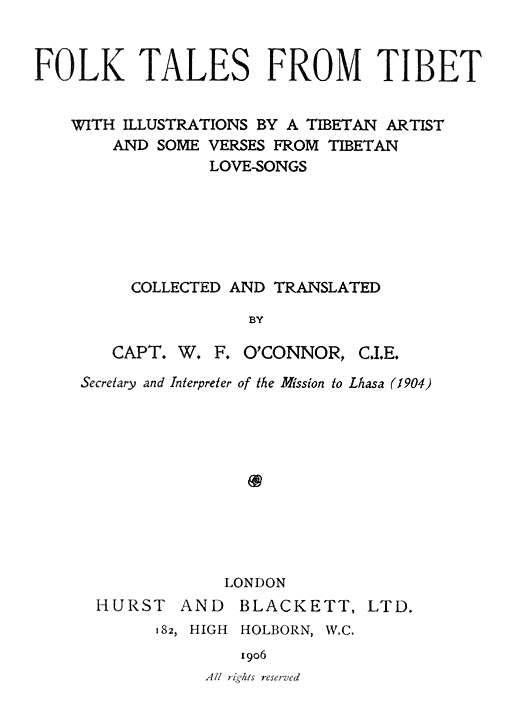 FOLK TALES FROM TIBET
WITH ILLUSTRATIONS BY A TIBETAN ARTIST
AND SOME VERSES FROM TIBETAN
LOVE-SONGS
COLLECTED AND TRANSLATED
BY
CAPT. W. F. O'CONNOR, C.I.E.
Secretary and Interpreter of the Mission to Lhasa (1904)
LONDON
HURST AND BLACKETT, LTD.
182, HIGH HOLBORN, W.C.
1906
All rights reserved